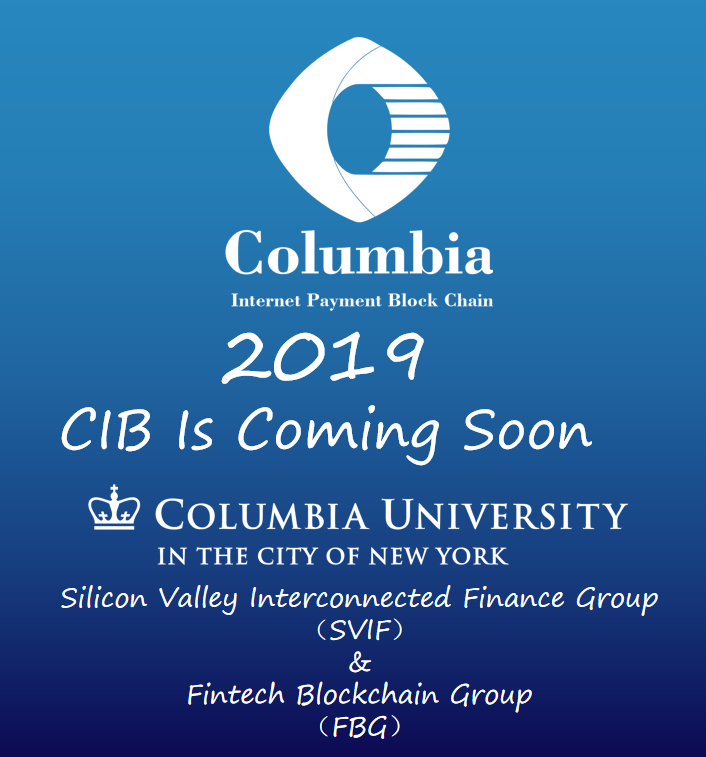 Columbia
Internet Payment Block Chain
2019
CIB Is Coming Soon
COLUMBIA UNIVERSITY
IN THE CITY OF NEW YORK
Silicon Valley Interconnected Finance Group
（SVIF）
&
Fintech Blockchain Group
（FBG）